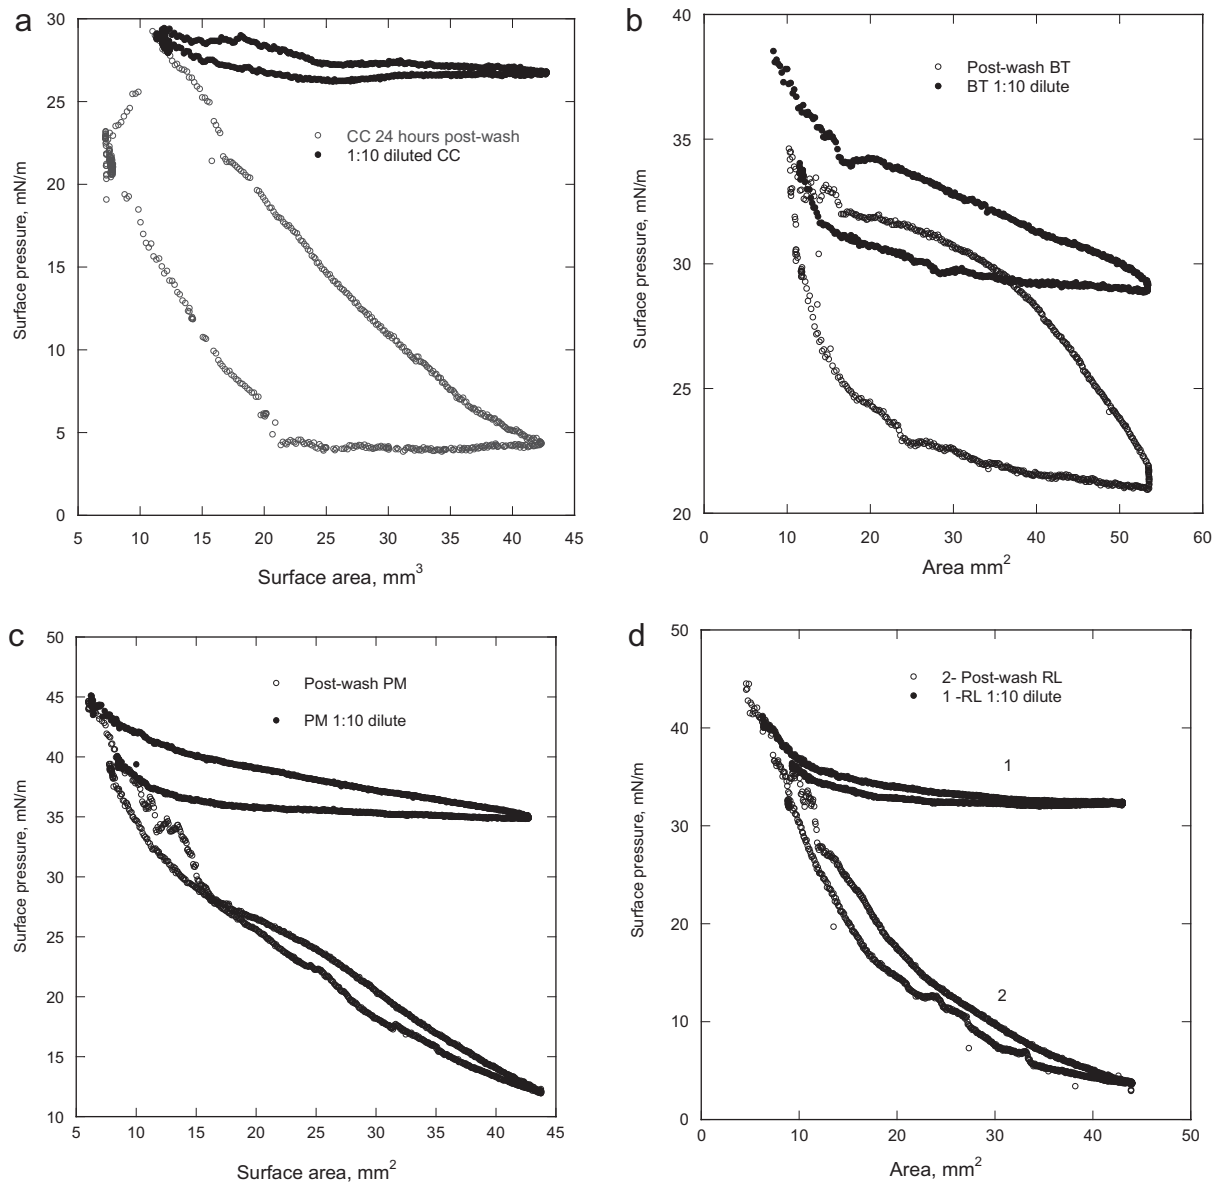 a
30
25
20
15
10
5
0
Surface pressure, mN/m
CC 24 hours post-wash
1:10 diluted CC
5 10 15 20 25 30 35 40 45
Surface area, mm3
b
40
35
30
25
20
Surface pressure, mN/m
Post-wash BT
BT 1:10 dilute
0 10 20 30 40 50 60
Area mm2
c
50
45
40
35
30
25
20
15
10
Surface pressure, mN/m
Post-wash PM
PM 1:10 dilute
5 10 15 20 25 30 35 40 45
Surface area, mm2
d
50
40
30
20
10
0
Surface pressure, mN/m
2- Post-wash RL
1 -RL 1:10 dilute
1
2
0 10 20 30 40 50
Area, mm2